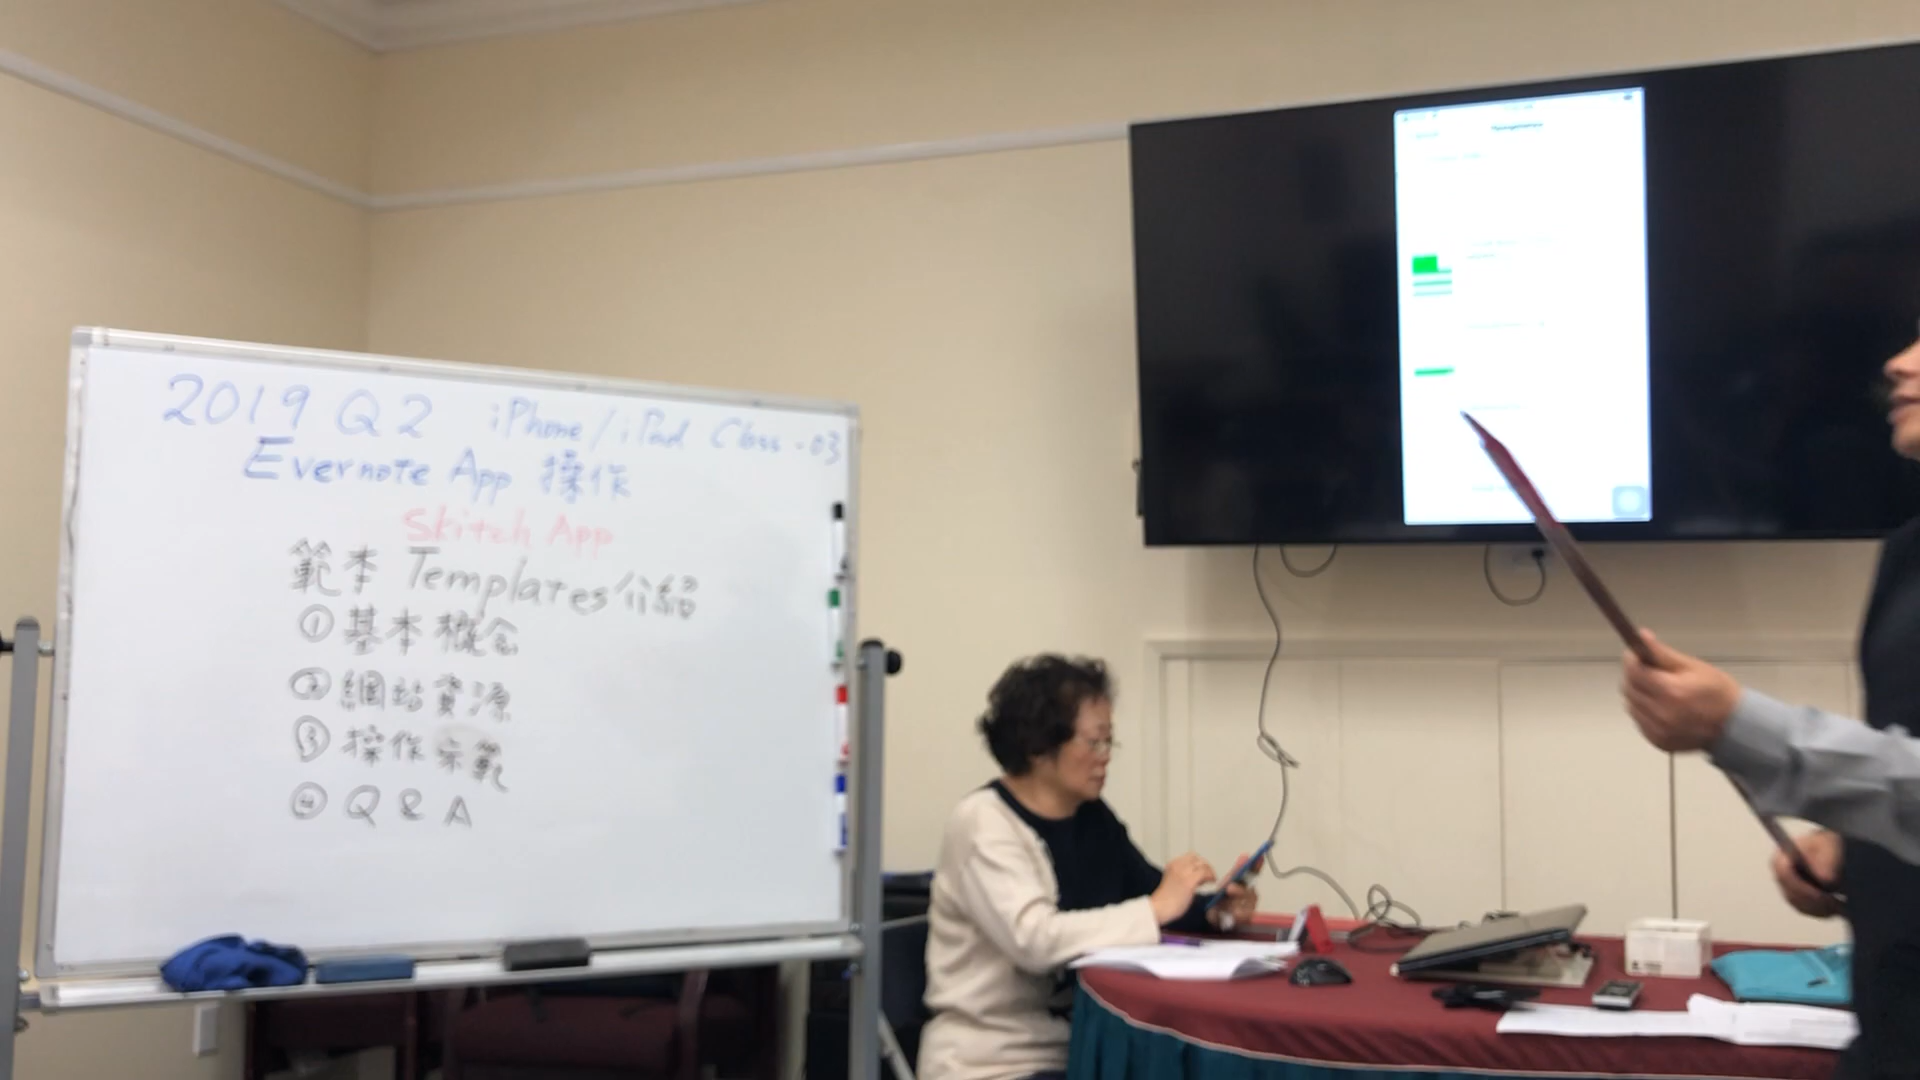 2019 Q2 iPhone/iPad Class-03
Evernote App 操作
Skitch App
範本 Templates 介紹
① 基本概念
② 網站資源
③ 操作示範
④ Q & A